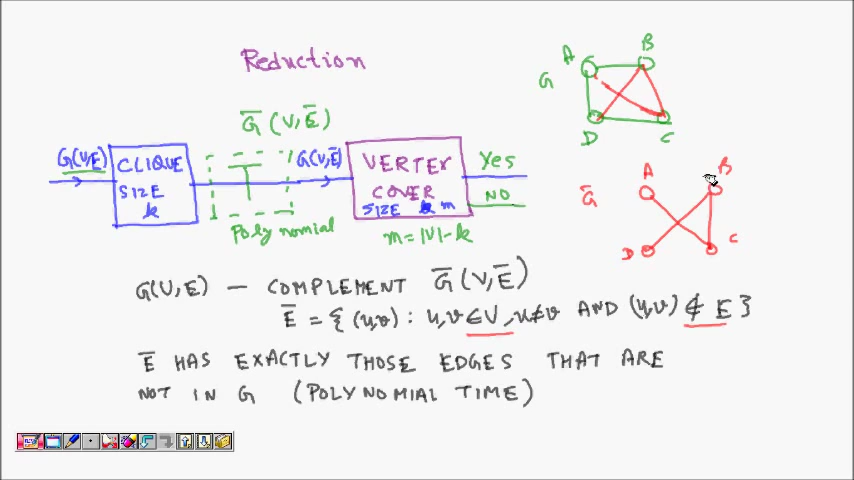 Reduction
G̅ (V, E̅)
G(V,E)
CLIQUE
SIZE
k
T
Polynomial
G(V,E̅)
VERTEX
COVER
SIZE k m
m = |V| - k
Yes
NO
G
A
B
D
C
G̅
A
B
D
C
G(V,E) — COMPLEMENT G̅(V,E̅)
E̅ = { (u,v) : u,v ∈ V, u≠v AND (u,v) ∉ E }
E̅ HAS EXACTLY THOSE EDGES THAT ARE
NOT IN G (POLYNOMIAL TIME)